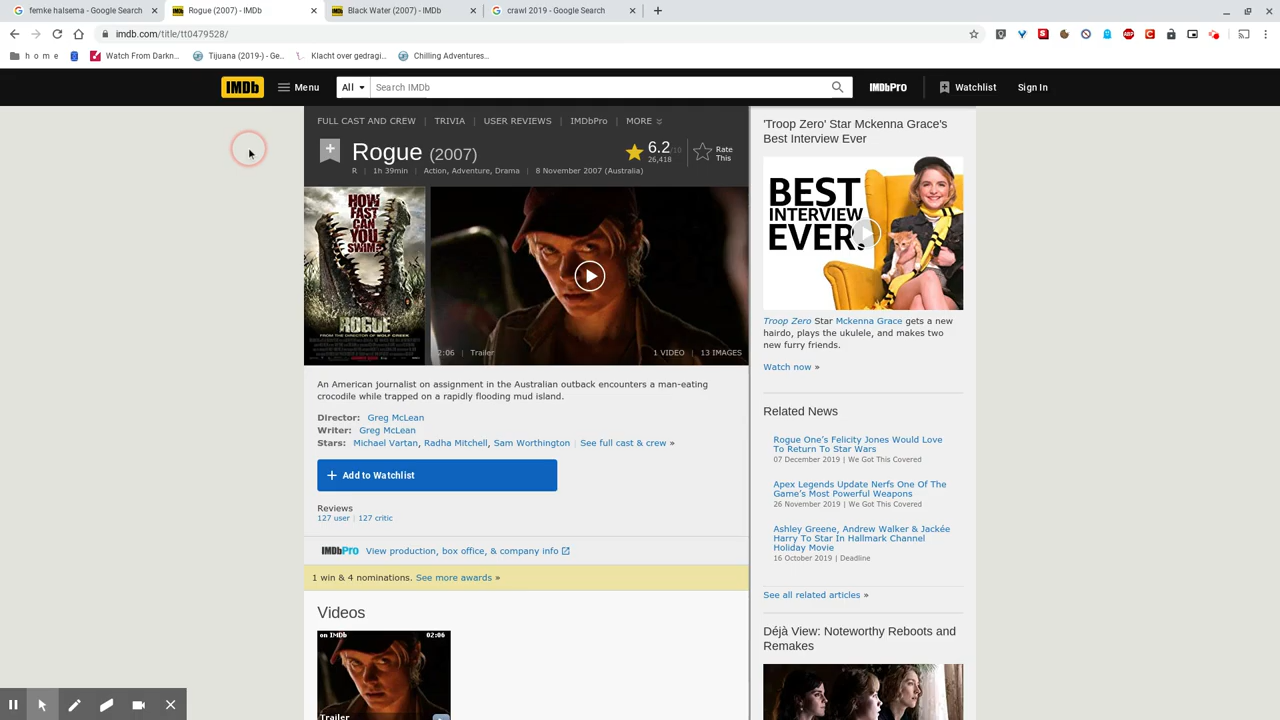 femke halsema - Google Search
Rogue (2007) - IMDb
Black Water (2007) - IMDb
crawl 2019 - Google Search
imdb.com/title/tt0479528/
h o m e
Watch From Darkn...
Tijuana (2019-) - Ge...
Klacht over gedragi...
Chilling Adventures...
IMDb
Menu
All
Search IMDb
IMDbPro
Watchlist
Sign In
FULL CAST AND CREW | TRIVIA | USER REVIEWS | IMDbPro | MORE
Rogue (2007)
6.2/10
26,418
Rate This
R | 1h 39min | Action, Adventure, Drama | 8 November 2007 (Australia)
HOW
FAST
CAN
YOU
SWIM?
FROM THE DIRECTOR OF WOLF CREEK
ROGUE
2:06 | Trailer
1 VIDEO | 13 IMAGES
An American journalist on assignment in the Australian outback encounters a man-eating
crocodile while trapped on a rapidly flooding mud island.
Director: Greg McLean
Writer: Greg McLean
Stars: Michael Vartan, Radha Mitchell, Sam Worthington | See full cast & crew »
+ Add to Watchlist
Reviews
127 user | 127 critic
IMDbPro View production, box office, & company info
1 win & 4 nominations. See more awards »
Videos
on IMDb 02:06
Trailer
'Troop Zero' Star Mckenna Grace's
Best Interview Ever
BEST
INTERVIEW
EVER.
Troop Zero Star Mckenna Grace gets a new
hairdo, plays the ukulele, and makes two
new furry friends.
Watch now »
Related News
Rogue One's Felicity Jones Would Love
To Return To Star Wars
07 December 2019 | We Got This Covered
Apex Legends Update Nerfs One Of The
Game's Most Powerful Weapons
26 November 2019 | We Got This Covered
Ashley Greene, Andrew Walker & Jackée
Harry To Star In Hallmark Channel
Holiday Movie
16 October 2019 | Deadline
See all related articles »
Déjà View: Noteworthy Reboots and
Remakes